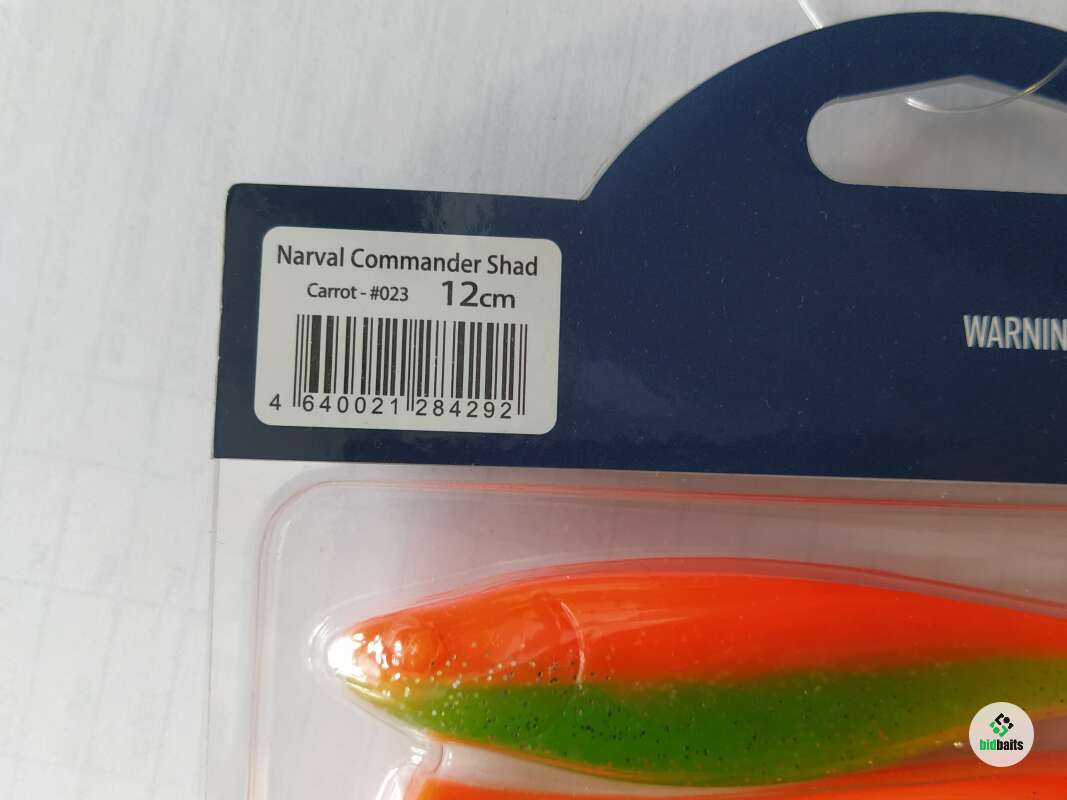 Narval Commander Shad
Carrot - #023 12cm
4 640021 284292
WARNIN
bidbaits